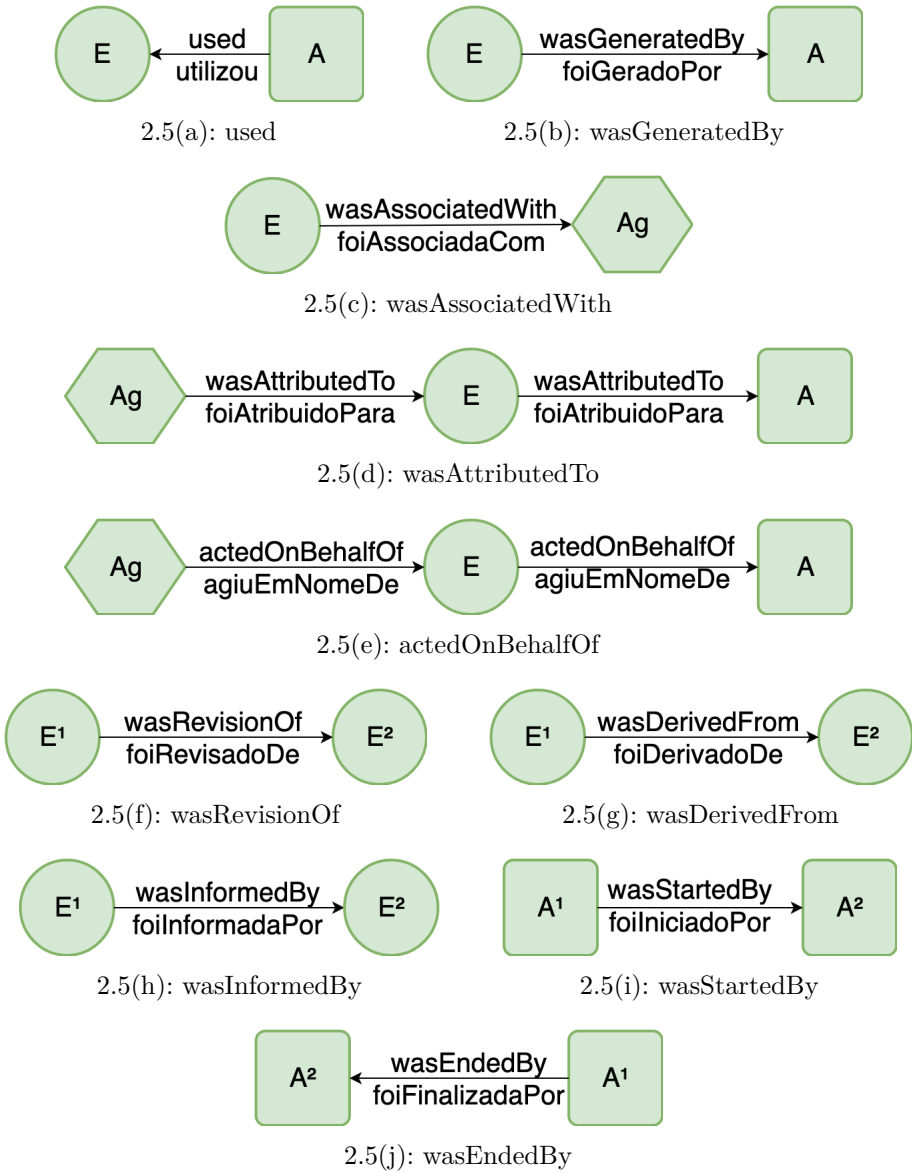 E
used
utilizou
A
2.5(a): used
E
wasGeneratedBy
foiGeradoPor
A
2.5(b): wasGeneratedBy
E
wasAssociatedWith
foiAssociadaCom
Ag
2.5(c): wasAssociatedWith
Ag
wasAttributedTo
foiAtribuidoPara
E
wasAttributedTo
foiAtribuidoPara
A
2.5(d): wasAttributedTo
Ag
actedOnBehalfOf
agiuEmNomeDe
E
actedOnBehalfOf
agiuEmNomeDe
A
2.5(e): actedOnBehalfOf
E¹
wasRevisionOf
foiRevisadoDe
E²
2.5(f): wasRevisionOf
E¹
wasDerivedFrom
foiDerivadoDe
E²
2.5(g): wasDerivedFrom
E¹
wasInformedBy
foiInformadaPor
E²
2.5(h): wasInformedBy
A¹
wasStartedBy
foiIniciadoPor
A²
2.5(i): wasStartedBy
A²
wasEndedBy
foiFinalizadaPor
A¹
2.5(j): wasEndedBy